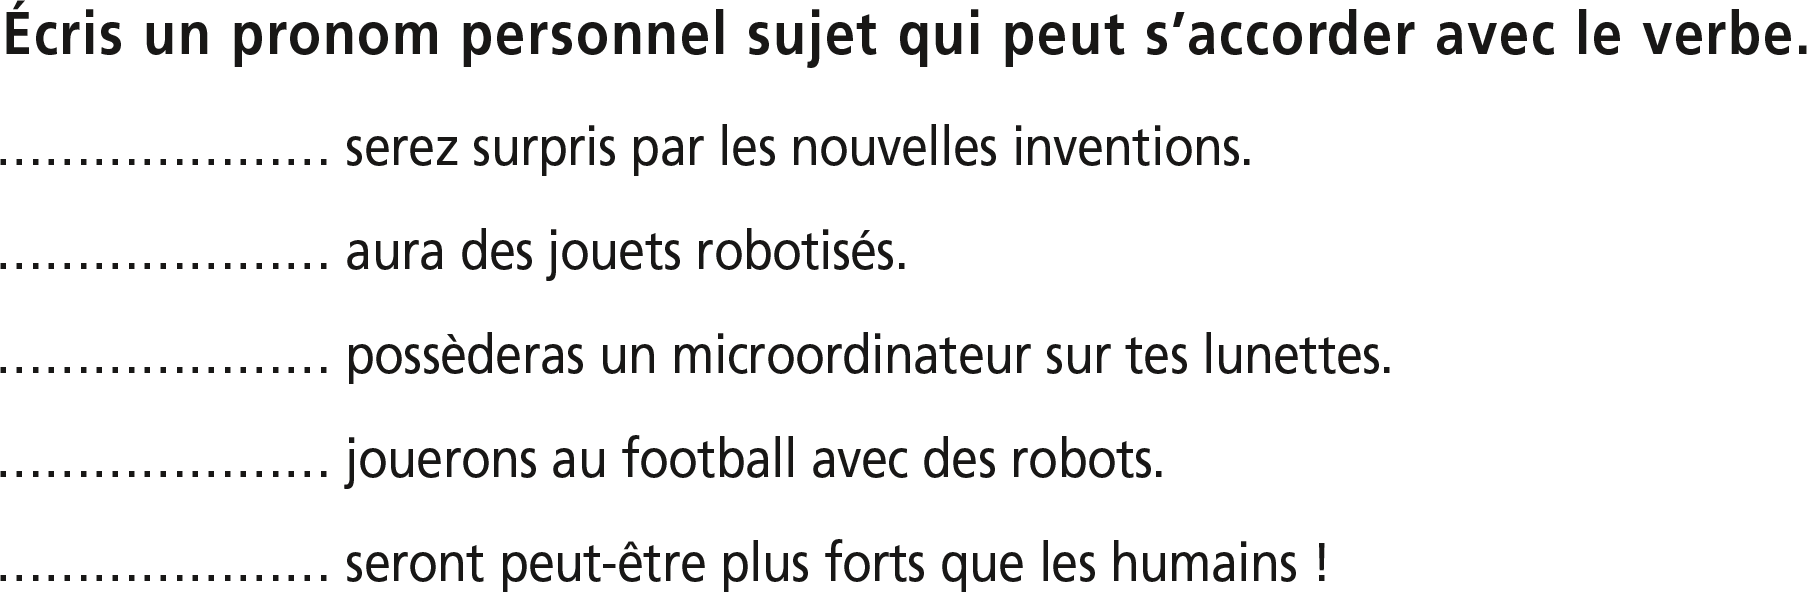 Écris un pronom personnel sujet qui peut s’accorder avec le verbe.
..................... serez surpris par les nouvelles inventions.
..................... aura des jouets robotisés.
..................... possèderas un microordinateur sur tes lunettes.
..................... jouerons au football avec des robots.
..................... seront peut-être plus forts que les humains !